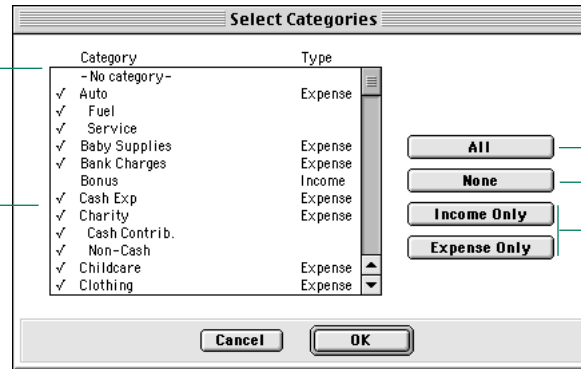 Select Categories
Category Type
-No category-
✓ Auto Expense
✓ Fuel
✓ Service
✓ Baby Supplies Expense
✓ Bank Charges Expense
Bonus Income
✓ Cash Exp Expense
✓ Charity Expense
✓ Cash Contrib.
✓ Non-Cash
✓ Childcare Expense
✓ Clothing Expense
All
None
Income Only
Expense Only
Cancel OK